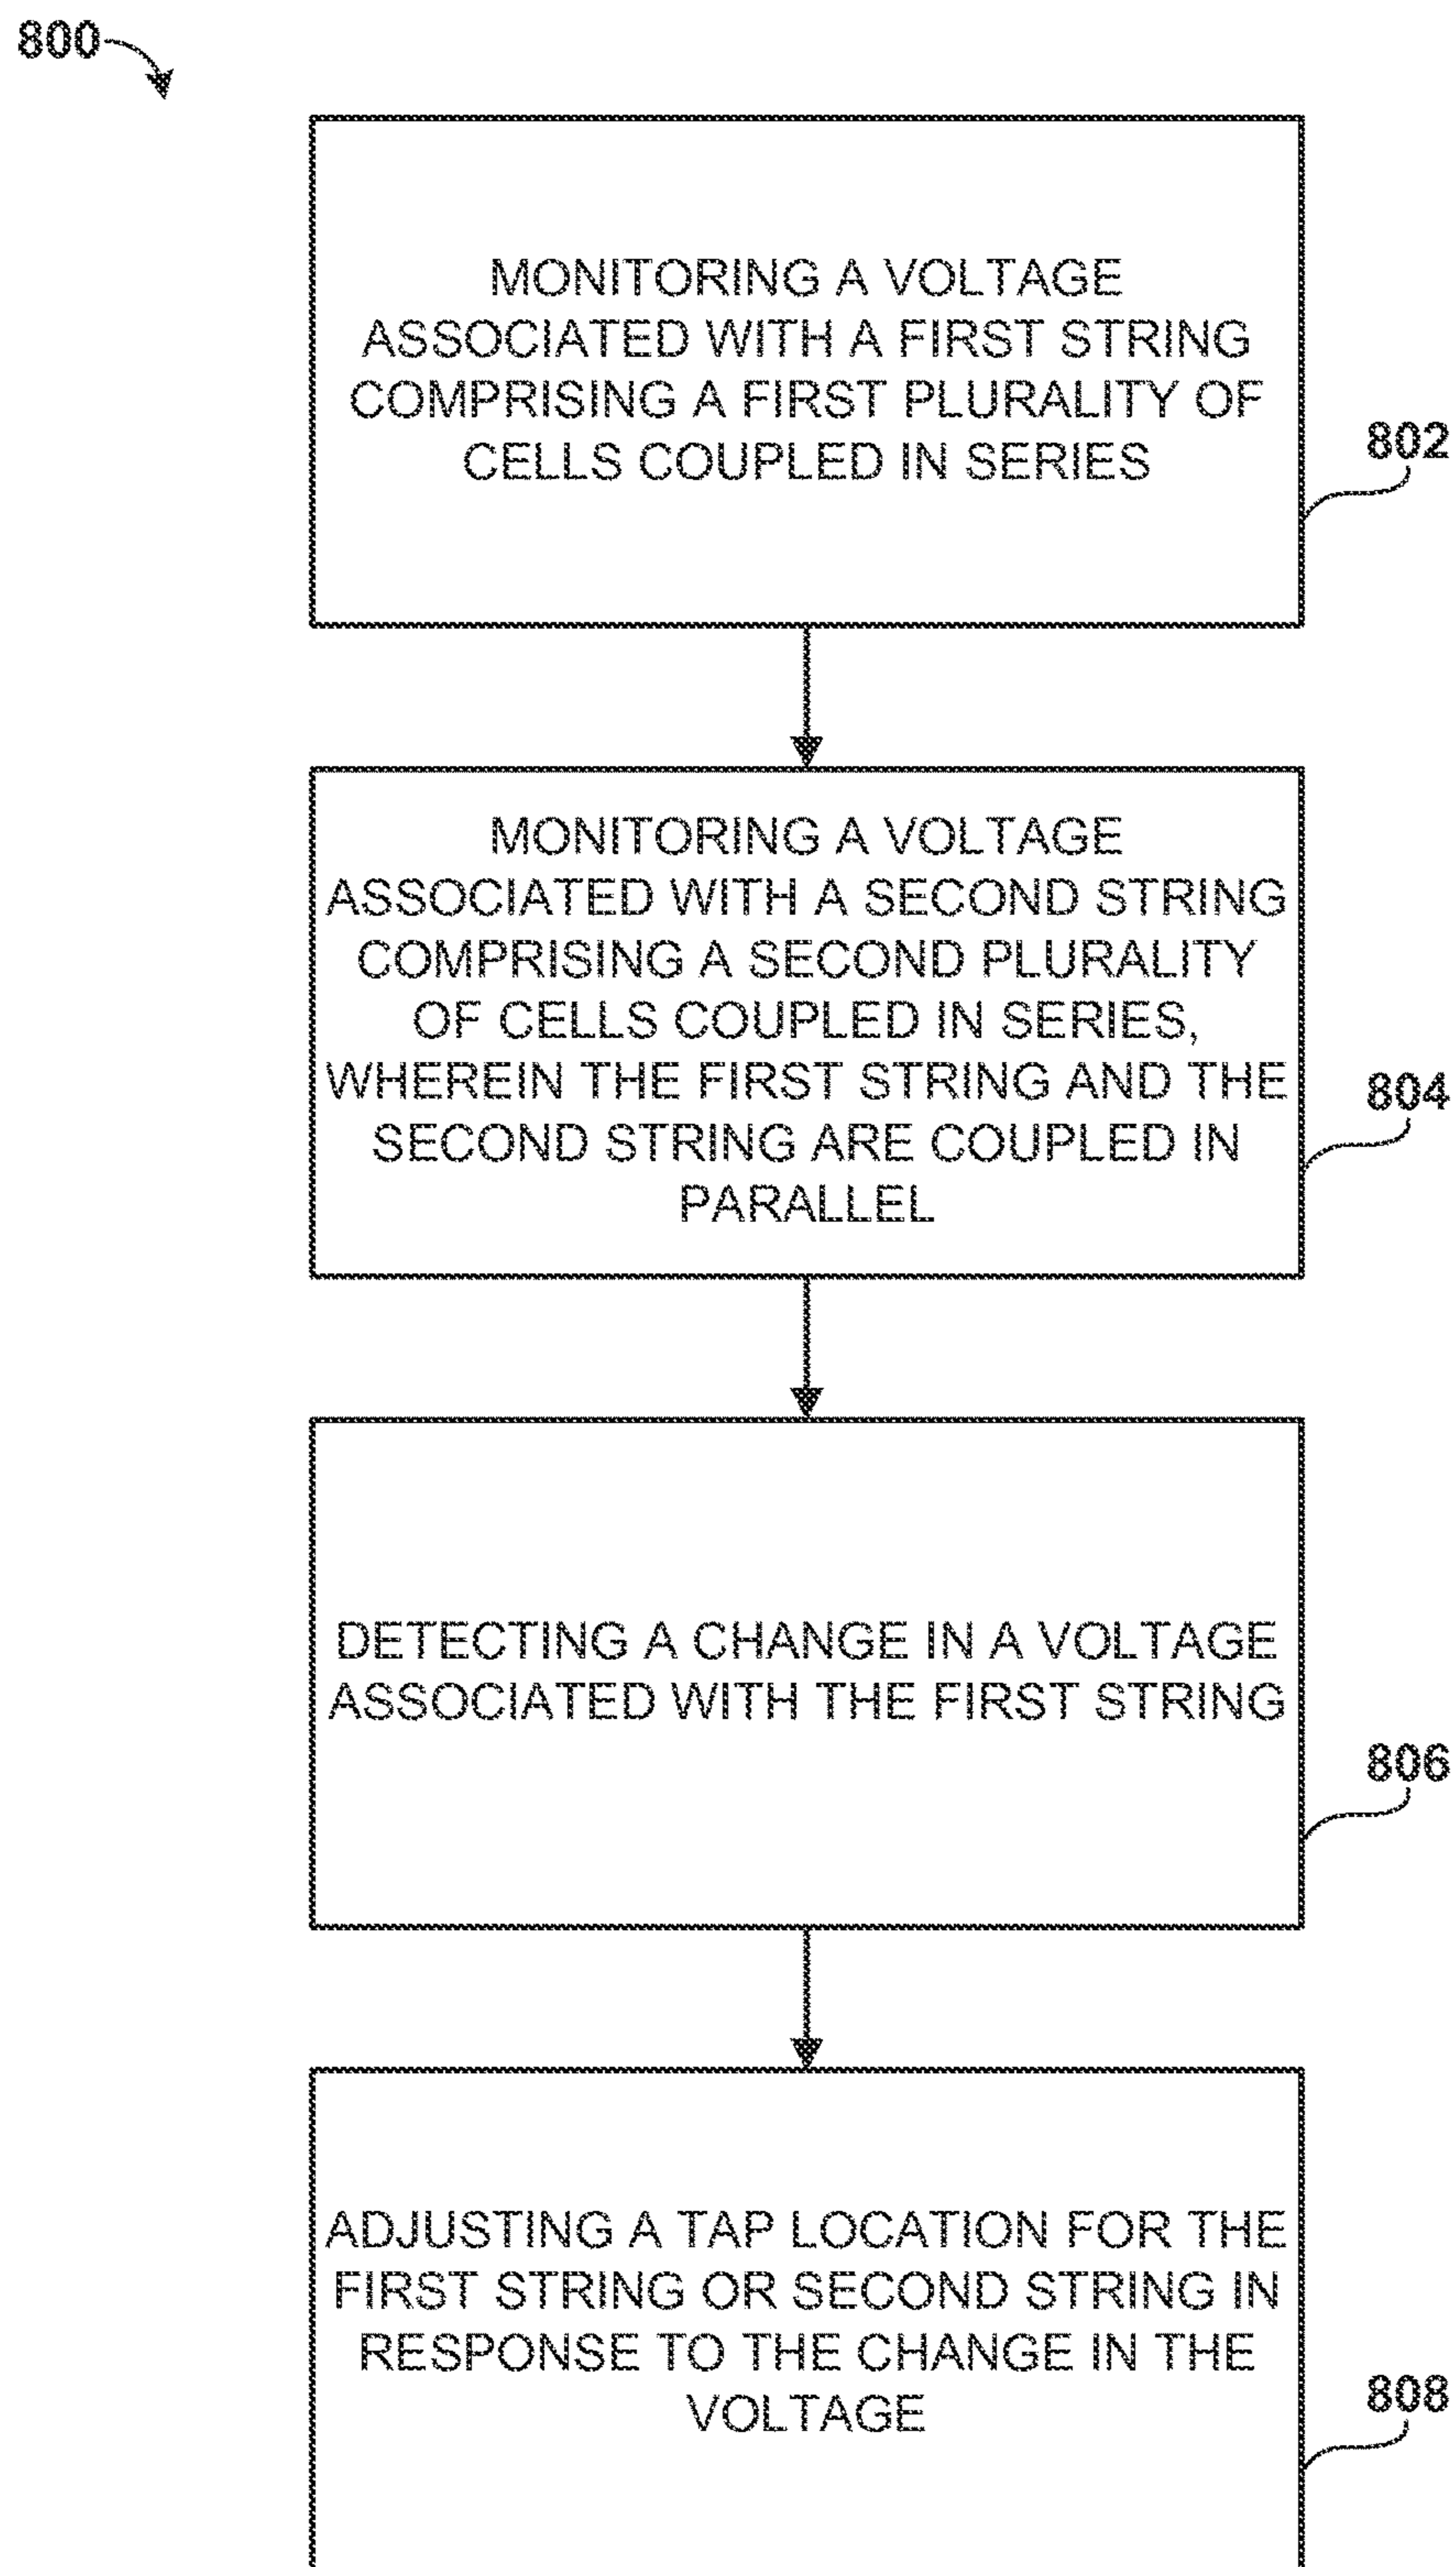 800
MONITORING A VOLTAGE
ASSOCIATED WITH A FIRST STRING
COMPRISING A FIRST PLURALITY OF
CELLS COUPLED IN SERIES
802
MONITORING A VOLTAGE
ASSOCIATED WITH A SECOND STRING
COMPRISING A SECOND PLURALITY
OF CELLS COUPLED IN SERIES,
WHEREIN THE FIRST STRING AND THE
SECOND STRING ARE COUPLED IN
PARALLEL
804
DETECTING A CHANGE IN A VOLTAGE
ASSOCIATED WITH THE FIRST STRING
806
ADJUSTING A TAP LOCATION FOR THE
FIRST STRING OR SECOND STRING IN
RESPONSE TO THE CHANGE IN THE
VOLTAGE
808